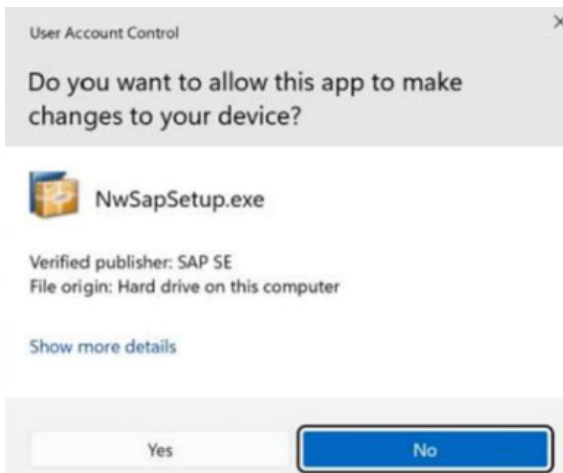 User Account Control
Do you want to allow this app to make
changes to your device?
NwSapSetup.exe
Verified publisher: SAP SE
File origin: Hard drive on this computer
Show more details
Yes
No